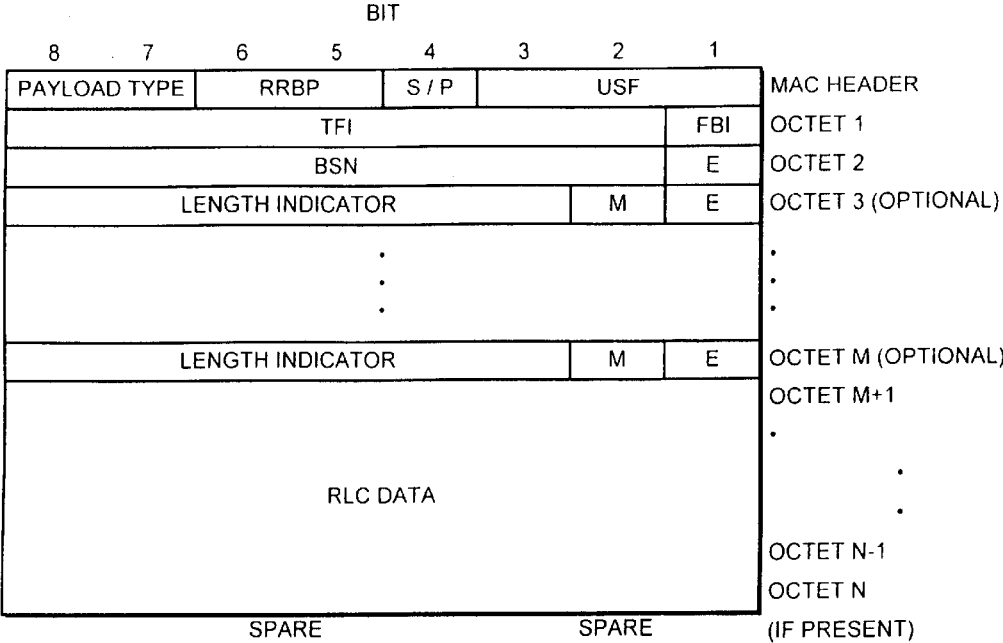 BIT
8 7 6 5 4 3 2 1
PAYLOAD TYPE RRBP S / P USF MAC HEADER
TFI FBI OCTET 1
BSN E OCTET 2
LENGTH INDICATOR M E OCTET 3 (OPTIONAL)
LENGTH INDICATOR M E OCTET M (OPTIONAL)
OCTET M+1
RLC DATA
OCTET N-1
OCTET N
SPARE SPARE (IF PRESENT)